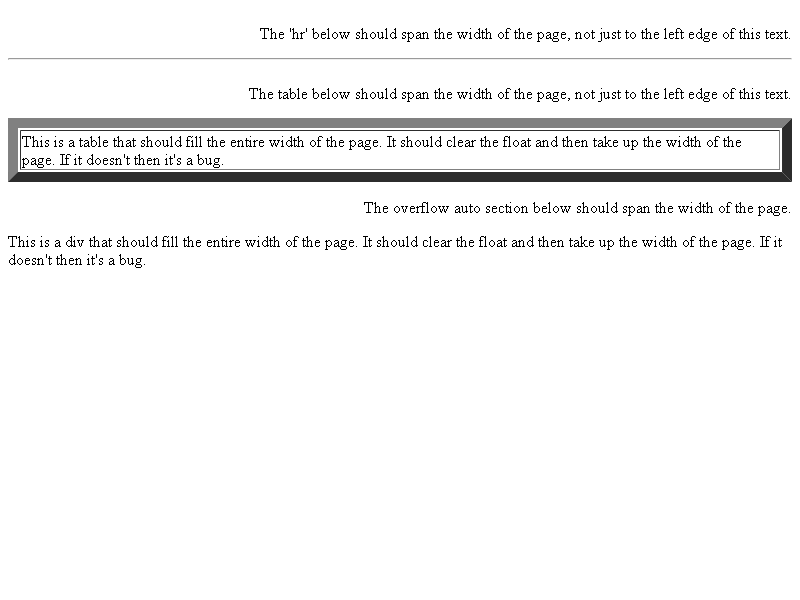 The 'hr' below should span the width of the page, not just to the left edge of this text.
The table below should span the width of the page, not just to the left edge of this text.
This is a table that should fill the entire width of the page. It should clear the float and then take up the width of the
page. If it doesn't then it's a bug.
The overflow auto section below should span the width of the page.
This is a div that should fill the entire width of the page. It should clear the float and then take up the width of the page. If it
doesn't then it's a bug.